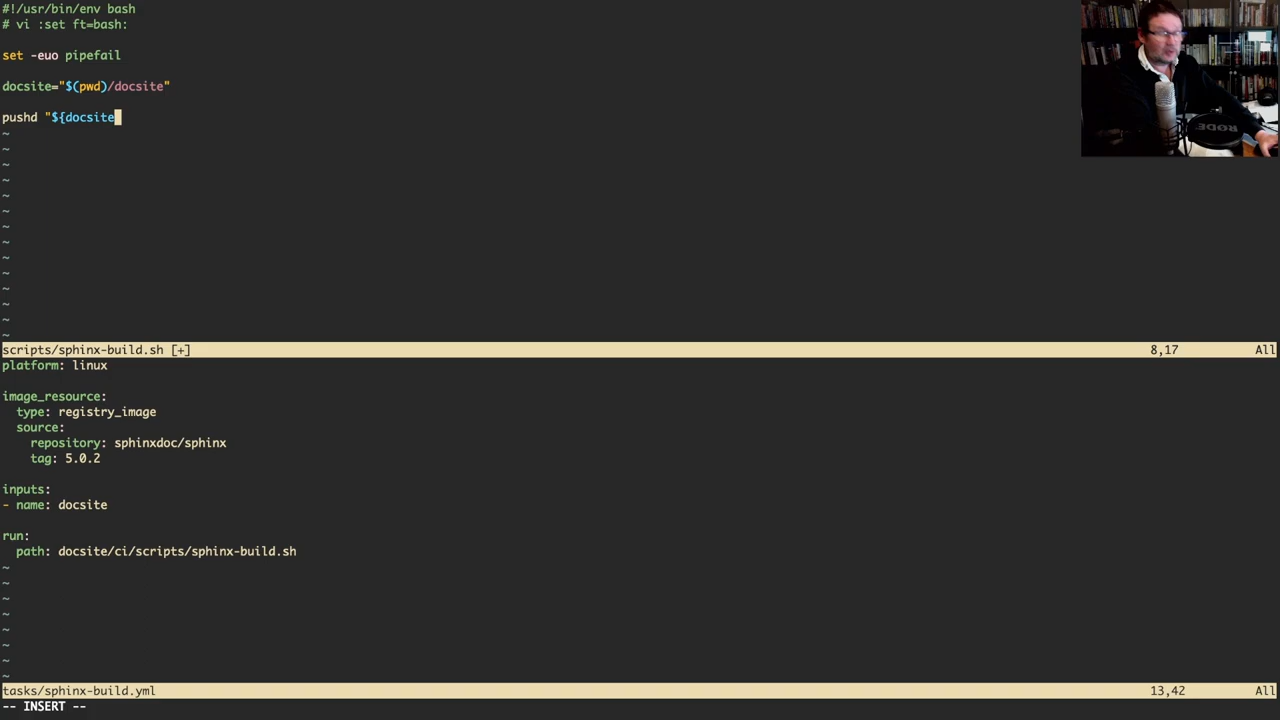 #!/usr/bin/env bash
# vi :set ft=bash:
set -euo pipefail
docsite="$(pwd)/docsite"
pushd "${docsite
~
~
~
~
~
~
~
~
~
~
~
~
~
~
scripts/sphinx-build.sh [+] 8,17 All
platform: linux
image_resource:
  type: registry_image
  source:
    repository: sphinxdoc/sphinx
    tag: 5.0.2
inputs:
- name: docsite
run:
  path: docsite/ci/scripts/sphinx-build.sh
~
~
~
~
~
~
~
~
tasks/sphinx-build.yml 13,42 All
-- INSERT --
RODE